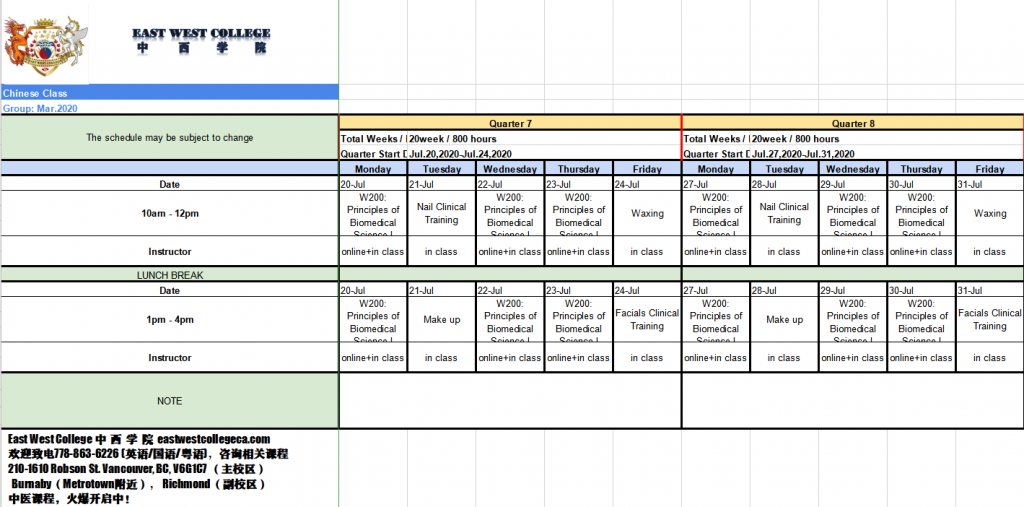 EAST WEST COLLEGE
中 西 学 院
Chinese Class
Group: Mar.2020
The schedule may be subject to change
Quarter 7
Quarter 8
Total Weeks / 20week / 800 hours
Total Weeks / 20week / 800 hours
Quarter Start D Jul.20,2020-Jul.24,2020
Quarter Start D Jul.27,2020-Jul.31,2020
Monday Tuesday Wednesday Thursday Friday Monday Tuesday Wednesday Thursday Friday
Date 20-Jul 21-Jul 22-Jul 23-Jul 24-Jul 27-Jul 28-Jul 29-Jul 30-Jul 31-Jul
10am - 12pm
W200: Principles of Biomedical Science I
Nail Clinical Training
W200: Principles of Biomedical Science I
W200: Principles of Biomedical Science I
Waxing
W200: Principles of Biomedical Science I
Nail Clinical Training
W200: Principles of Biomedical Science I
W200: Principles of Biomedical Science I
Waxing
Instructor online+in class in class online+in class online+in class in class online+in class in class online+in class online+in class in class
LUNCH BREAK
Date 20-Jul 21-Jul 22-Jul 23-Jul 24-Jul 27-Jul 28-Jul 29-Jul 30-Jul 31-Jul
1pm - 4pm
W200: Principles of Biomedical Science I
Make up
W200: Principles of Biomedical Science I
W200: Principles of Biomedical Science I
Facials Clinical Training
W200: Principles of Biomedical Science I
Make up
W200: Principles of Biomedical Science I
W200: Principles of Biomedical Science I
Facials Clinical Training
Instructor online+in class in class online+in class online+in class in class online+in class in class online+in class online+in class in class
NOTE
East West College 中 西 学 院 eastwestcollegeca.com
欢迎致电778-863-6226 (英语/国语/粤语)，咨询相关课程
210-1610 Robson St. Vancouver, BC, V6G1C7 （主校区）
Burnaby（Metrotown附近）， Richmond（副校区）
中医课程，火爆开启中！